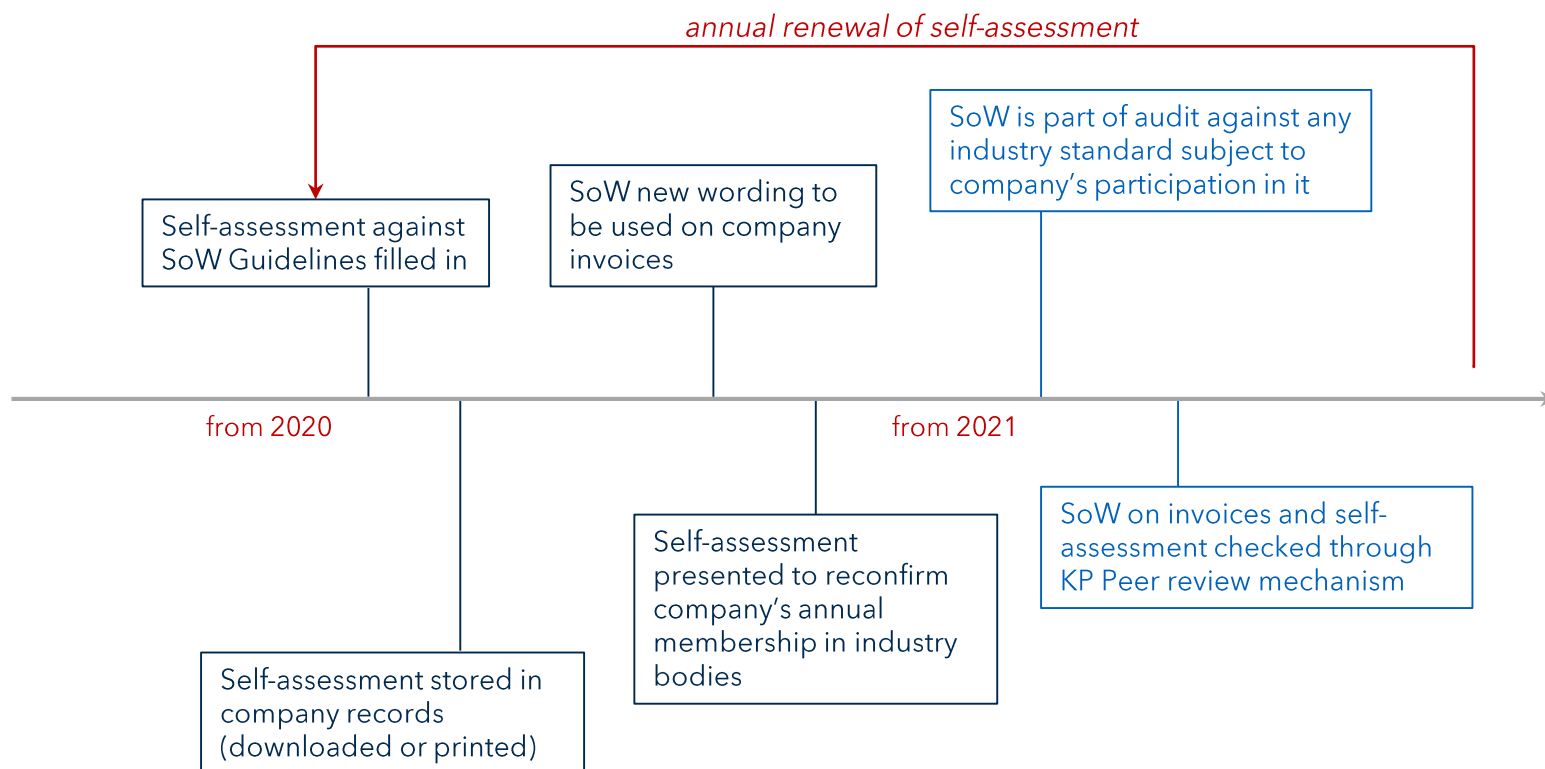 annual renewal of self-assessment
SoW is part of audit against any
industry standard subject to
company’s participation in it
SoW new wording to
be used on company
invoices
Self-assessment against
SoW Guidelines filled in
from 2020
from 2021
SoW on invoices and self-
assessment checked through
KP Peer review mechanism
Self-assessment
presented to reconfirm
company’s annual
membership in industry
bodies
Self-assessment stored in
company records
(downloaded or printed)